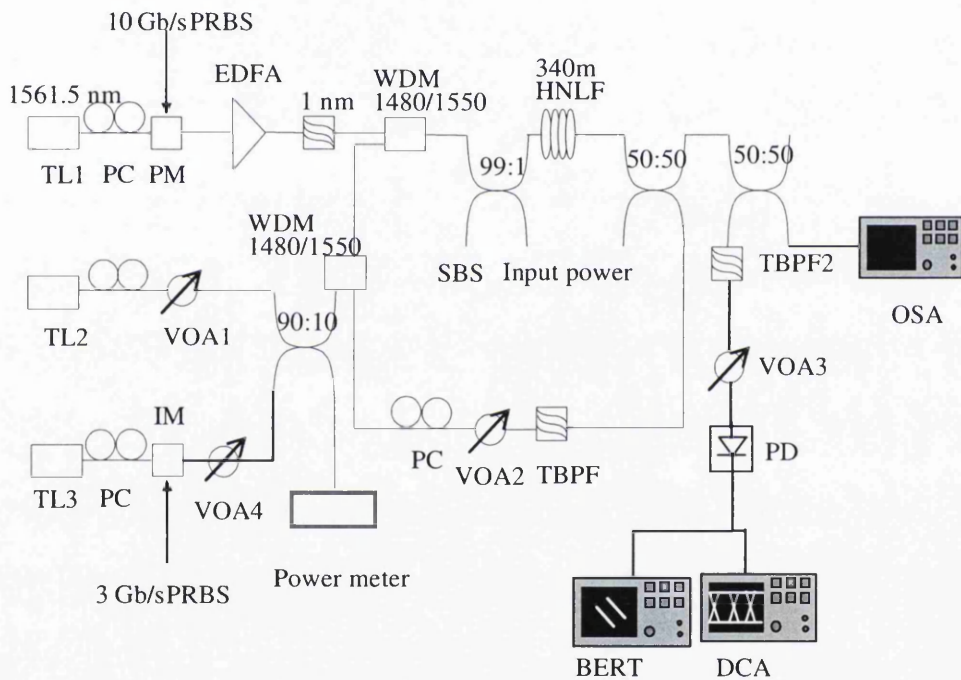 10 Gb/s PRBS
EDFA
1561.5 nm
1 nm
WDM
1480/1550
340m
HNLF
TL1
PC
PM
99:1
50:50
50:50
WDM
1480/1550
SBS
Input power
TBPF2
OSA
TL2
VOA1
90:10
VOA3
IM
PC
VOA2
TBPF
PD
TL3
PC
VOA4
3 Gb/s PRBS
Power meter
BERT
DCA